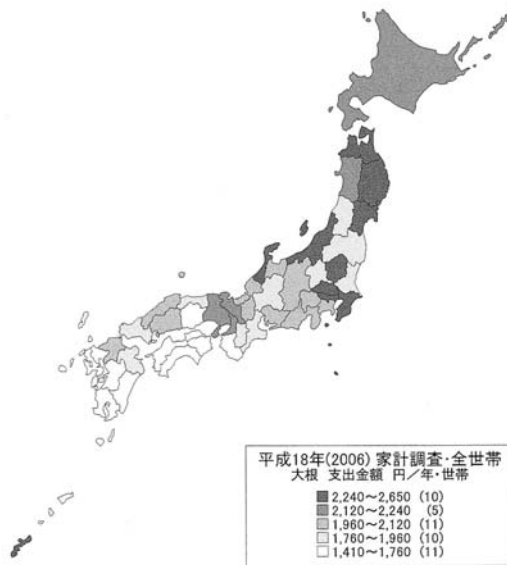 平成18年(2006) 家計調査・全世帯
大根 支出金額 円／年・世帯
2,240～2,650 (10)
2,120～2,240 (5)
1,960～2,120 (11)
1,760～1,960 (10)
1,410～1,760 (11)